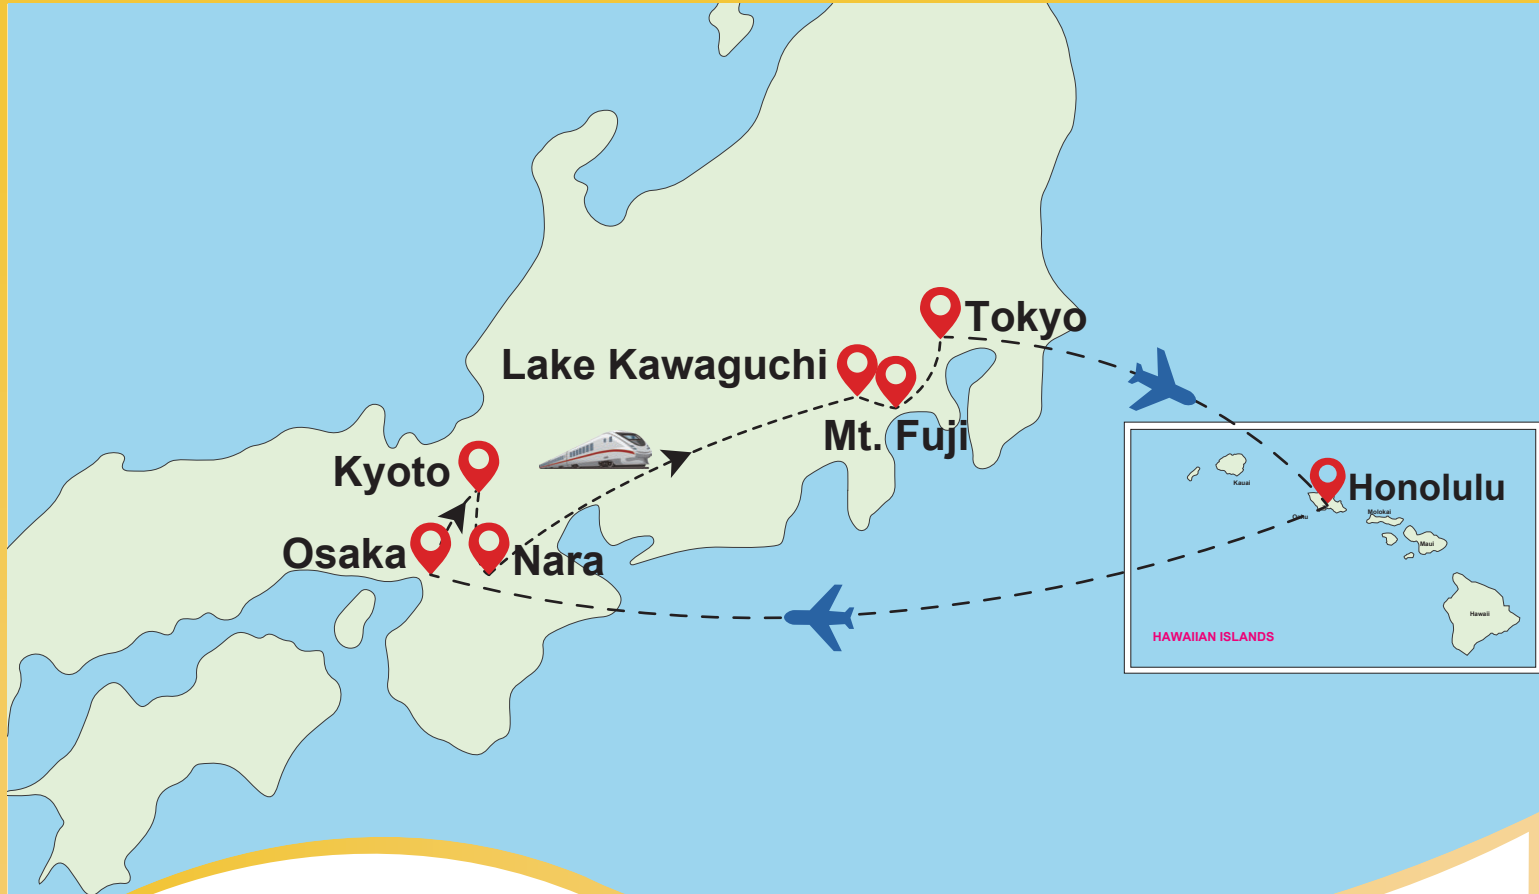 Tokyo
Lake Kawaguchi
Mt. Fuji
Kyoto
Osaka
Nara
Honolulu
Kauai
Oahu
Molokai
Maui
Hawaii
HAWAIIAN ISLANDS